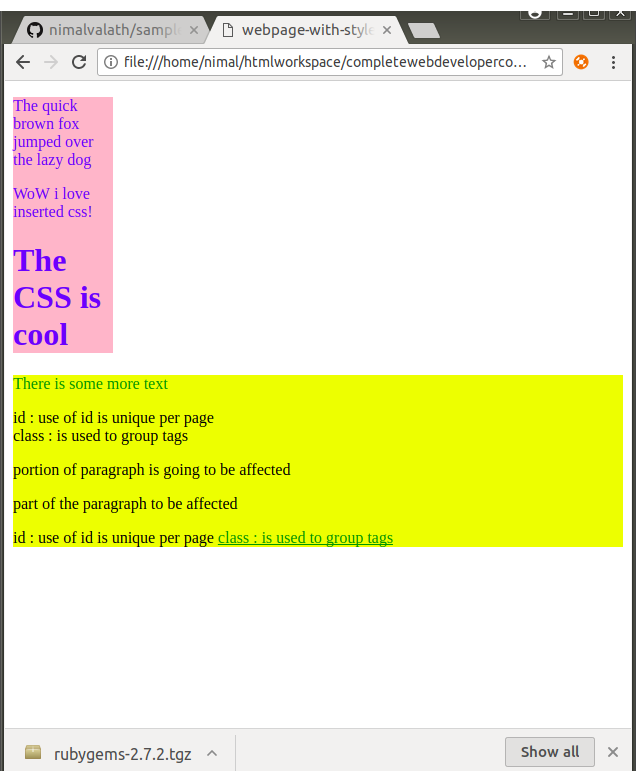 nimalvalath/sampl
webpage-with-style
file:///home/nimal/htmlworkspace/completewebdeveloperco...
The quick
brown fox
jumped over
the lazy dog
WoW i love
inserted css!
The
CSS is
cool
There is some more text
id : use of id is unique per page
class : is used to group tags
portion of paragraph is going to be affected
part of the paragraph to be affected
id : use of id is unique per page class : is used to group tags
rubygems-2.7.2.tgz
Show all